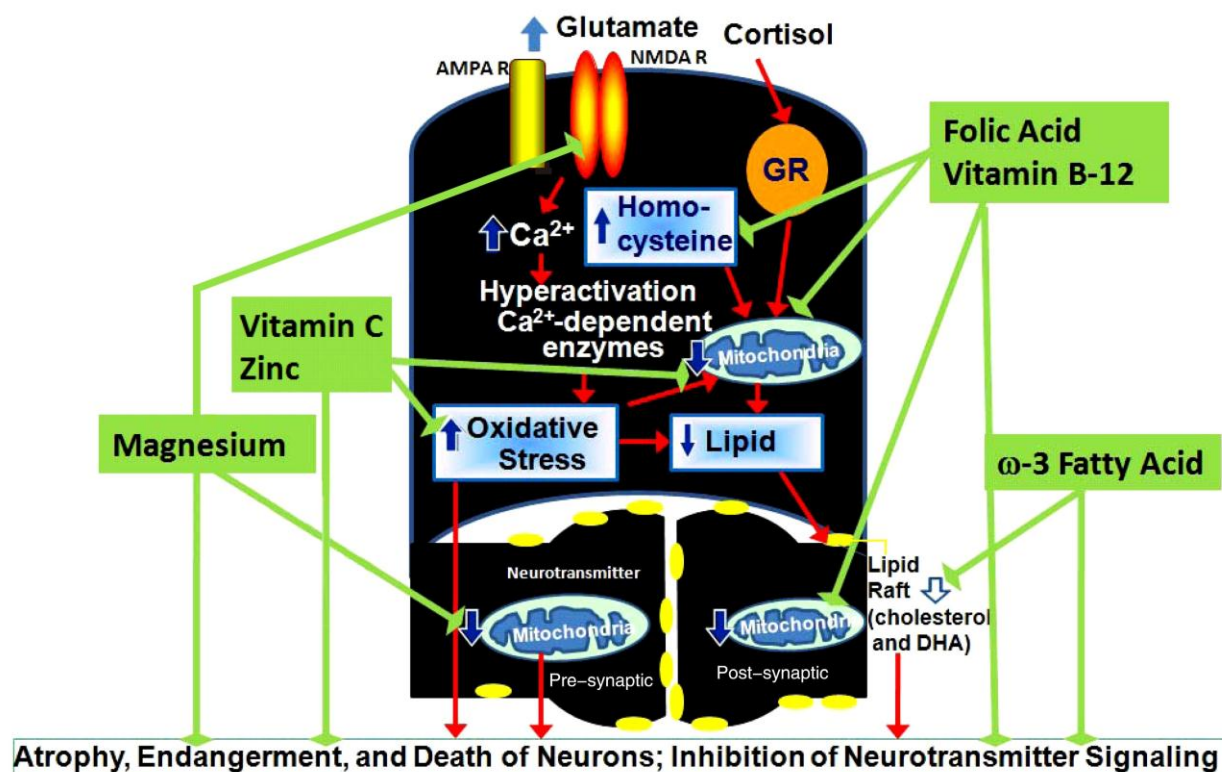 Glutamate
Cortisol
AMPA R
NMDA R
Folic Acid
Vitamin B-12
GR
Homo-
cysteine
Ca²⁺
Hyperactivation
Ca²⁺-dependent
enzymes
Mitochondria
Vitamin C
Zinc
Oxidative
Stress
Lipid
Magnesium
ω-3 Fatty Acid
Neurotransmitter
Lipid
Raft
(cholesterol
and DHA)
Mitochondria
Mitochondria
Pre-synaptic
Post-synaptic
Atrophy, Endangerment, and Death of Neurons; Inhibition of Neurotransmitter Signaling